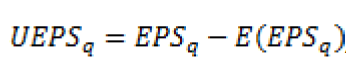 UEPS_q = EPS_q − E(EPS_q)